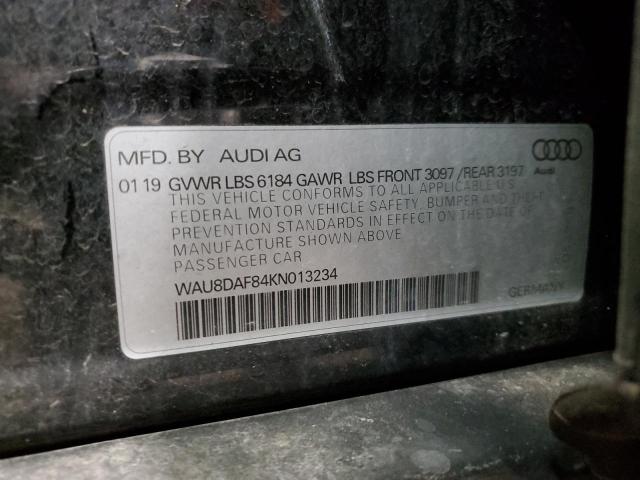 MFD. BY AUDI AG
Audi
01 19 GVWR LBS 6184 GAWR LBS FRONT 3097 /REAR 3197
THIS VEHICLE CONFORMS TO ALL APPLICABLE U.S
FEDERAL MOTOR VEHICLE SAFETY, BUMPER AND THEFT
PREVENTION STANDARDS IN EFFECT ON THE DATE OF
MANUFACTURE SHOWN ABOVE
PASSENGER CAR
WAU8DAF84KN013234
GERMANY